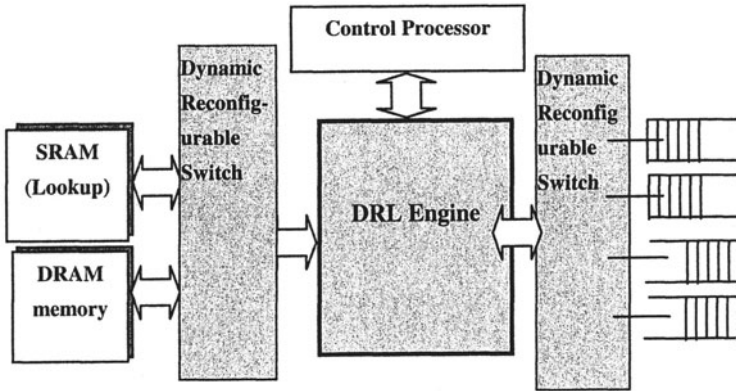 Control Processor
Dynamic
Reconfig-
urable
Switch
SRAM
(Lookup)
DRAM
memory
DRL Engine
Dynamic
Reconfig
urable
Switch